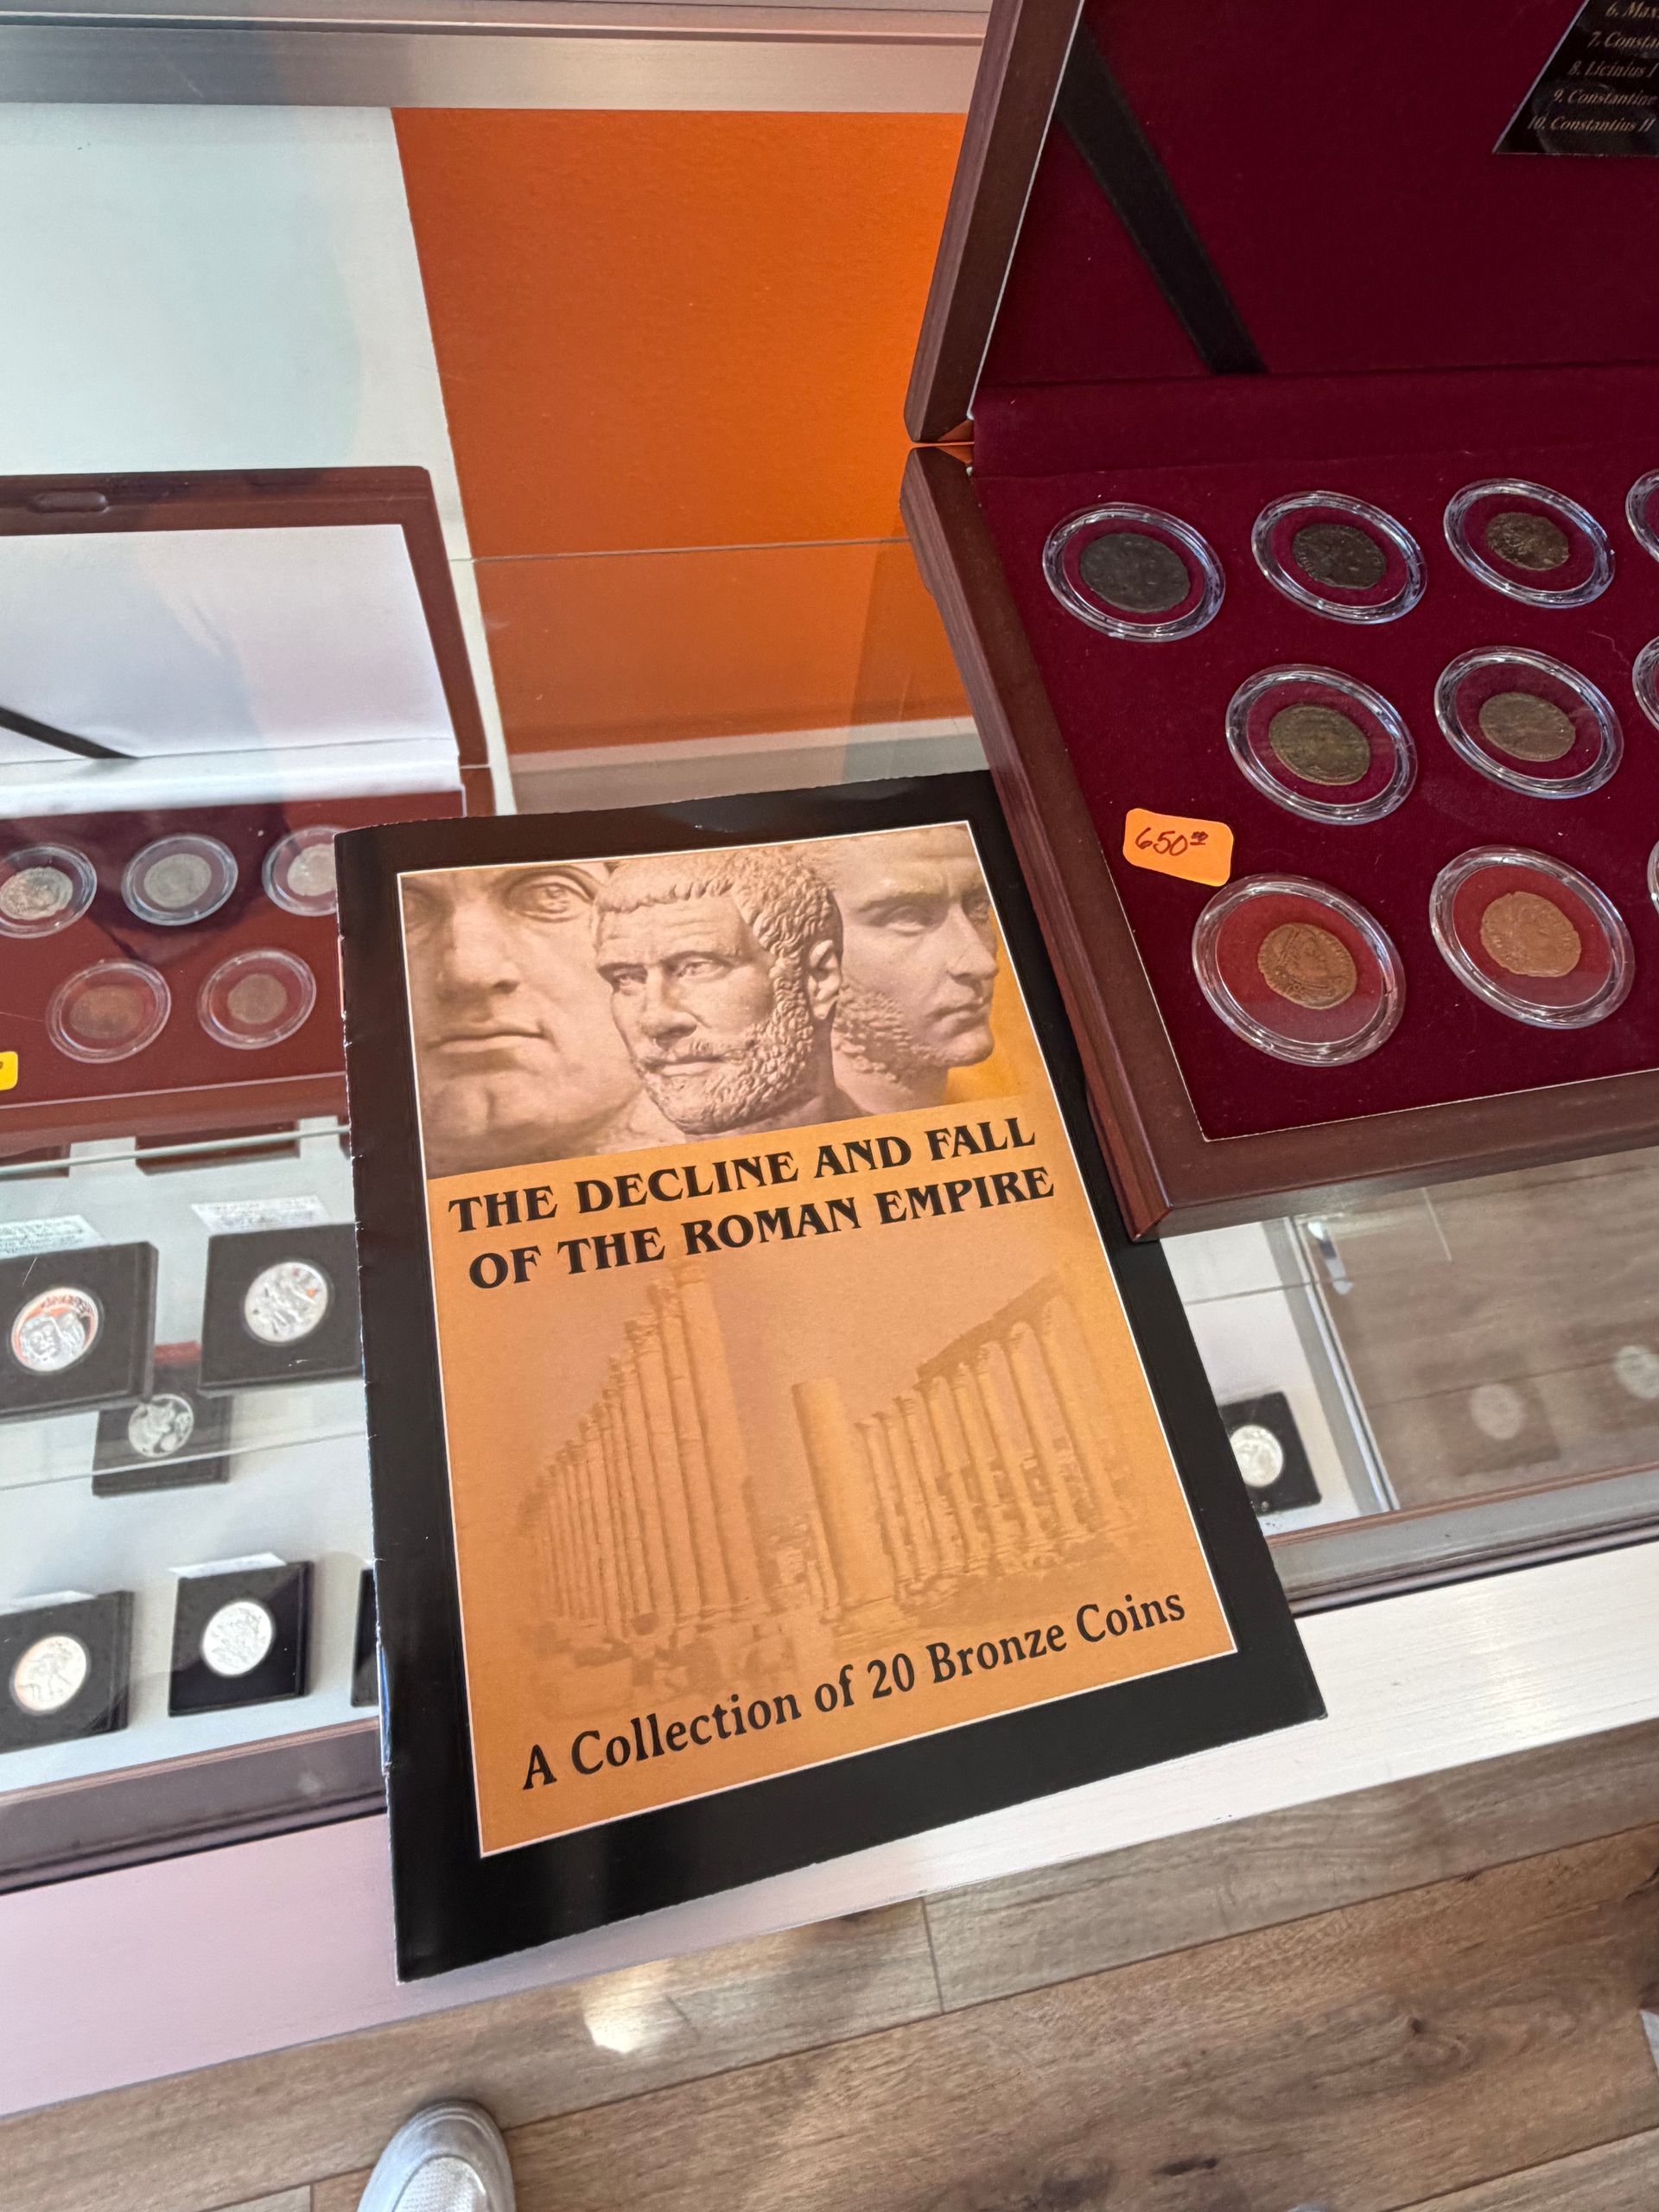 7. Consta
8. Licinius I
9. Constantine
10. Constantius II
650.00
THE DECLINE AND FALL
OF THE ROMAN EMPIRE
A Collection of 20 Bronze Coins